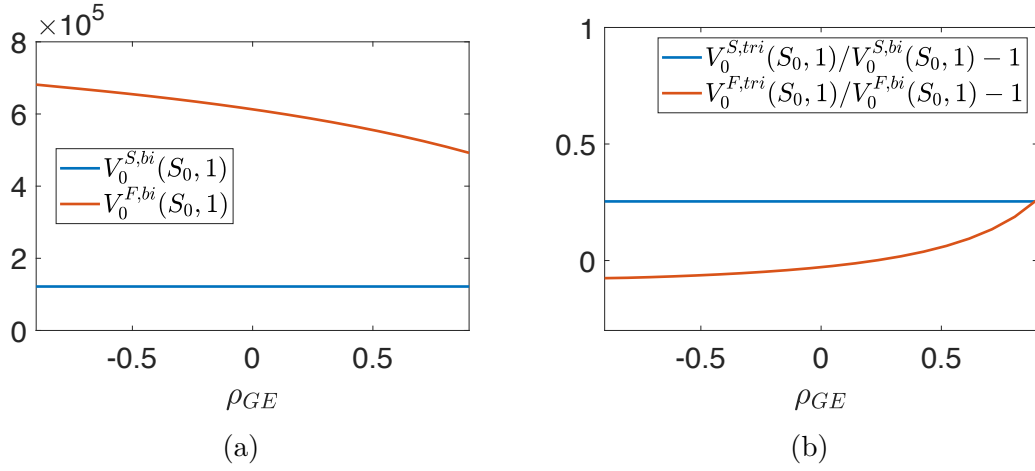 ×10^5
8
6
4
2
0
V_0^{S,bi}(S_0, 1)
V_0^{F,bi}(S_0, 1)
-0.5 0 0.5
ρ_{GE}
(a)
1
0.5
0
V_0^{S,tri}(S_0, 1)/V_0^{S,bi}(S_0, 1) − 1
V_0^{F,tri}(S_0, 1)/V_0^{F,bi}(S_0, 1) − 1
-0.5 0 0.5
ρ_{GE}
(b)